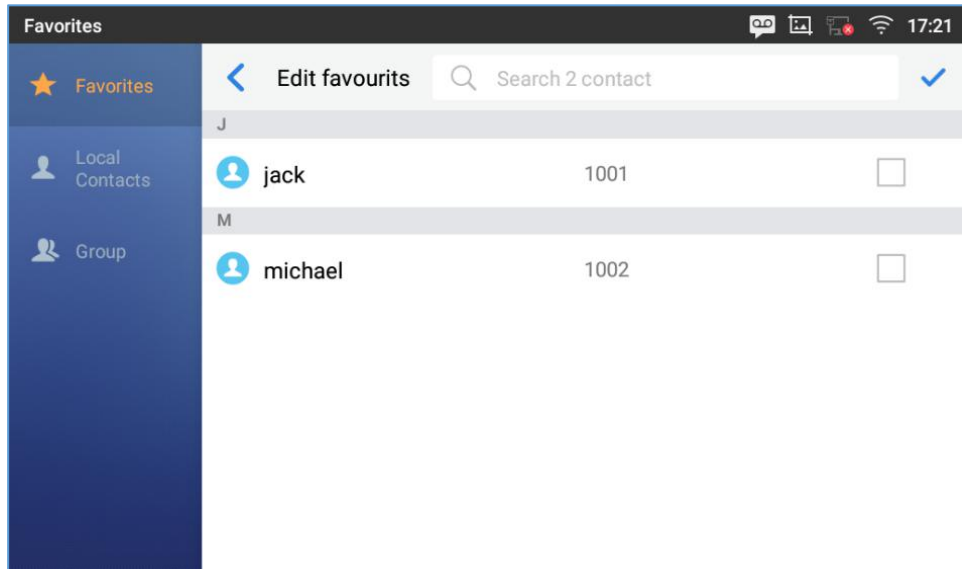 Favorites
17:21
Favorites
Local
Contacts
Group
Edit favourits
Search 2 contact
J
jack 1001
M
michael 1002